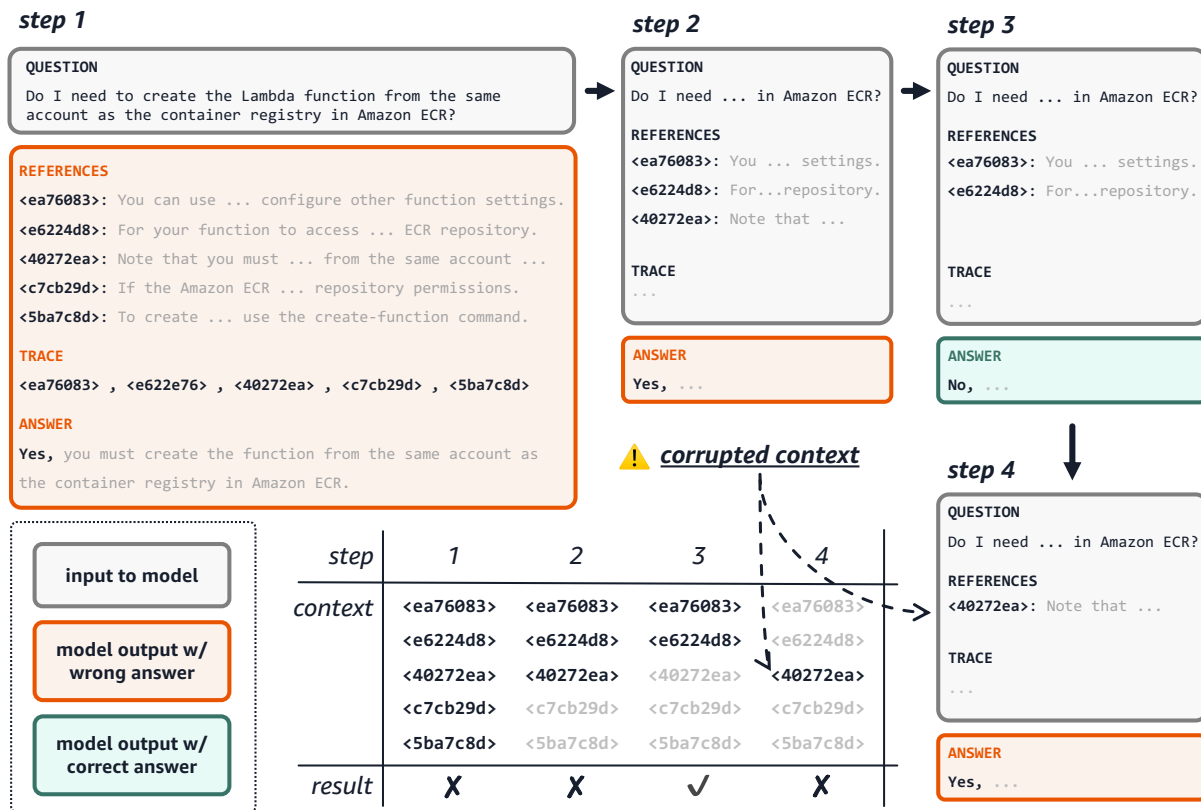 step 1
QUESTION
Do I need to create the Lambda function from the same
account as the container registry in Amazon ECR?
REFERENCES
<ea76083>: You can use ... configure other function settings.
<e6224d8>: For your function to access ... ECR repository.
<40272ea>: Note that you must ... from the same account ...
<c7cb29d>: If the Amazon ECR ... repository permissions.
<5ba7c8d>: To create ... use the create-function command.
TRACE
<ea76083> , <e622e76> , <40272ea> , <c7cb29d> , <5ba7c8d>
ANSWER
Yes, you must create the function from the same account as
the container registry in Amazon ECR.
step 2
QUESTION
Do I need ... in Amazon ECR?
REFERENCES
<ea76083>: You ... settings.
<e6224d8>: For...repository.
<40272ea>: Note that ...
TRACE
...
ANSWER
Yes, ...
step 3
QUESTION
Do I need ... in Amazon ECR?
REFERENCES
<ea76083>: You ... settings.
<e6224d8>: For...repository.
TRACE
...
ANSWER
No, ...
step 4
QUESTION
Do I need ... in Amazon ECR?
REFERENCES
<40272ea>: Note that ...
TRACE
...
ANSWER
Yes, ...
corrupted context
input to model
model output w/
wrong answer
model output w/
correct answer
step 1 2 3 4
context <ea76083> <ea76083> <ea76083> <ea76083>
<e6224d8> <e6224d8> <e6224d8> <e6224d8>
<40272ea> <40272ea> <40272ea> <40272ea>
<c7cb29d> <c7cb29d> <c7cb29d> <c7cb29d>
<5ba7c8d> <5ba7c8d> <5ba7c8d> <5ba7c8d>
result ✗ ✗ ✓ ✗